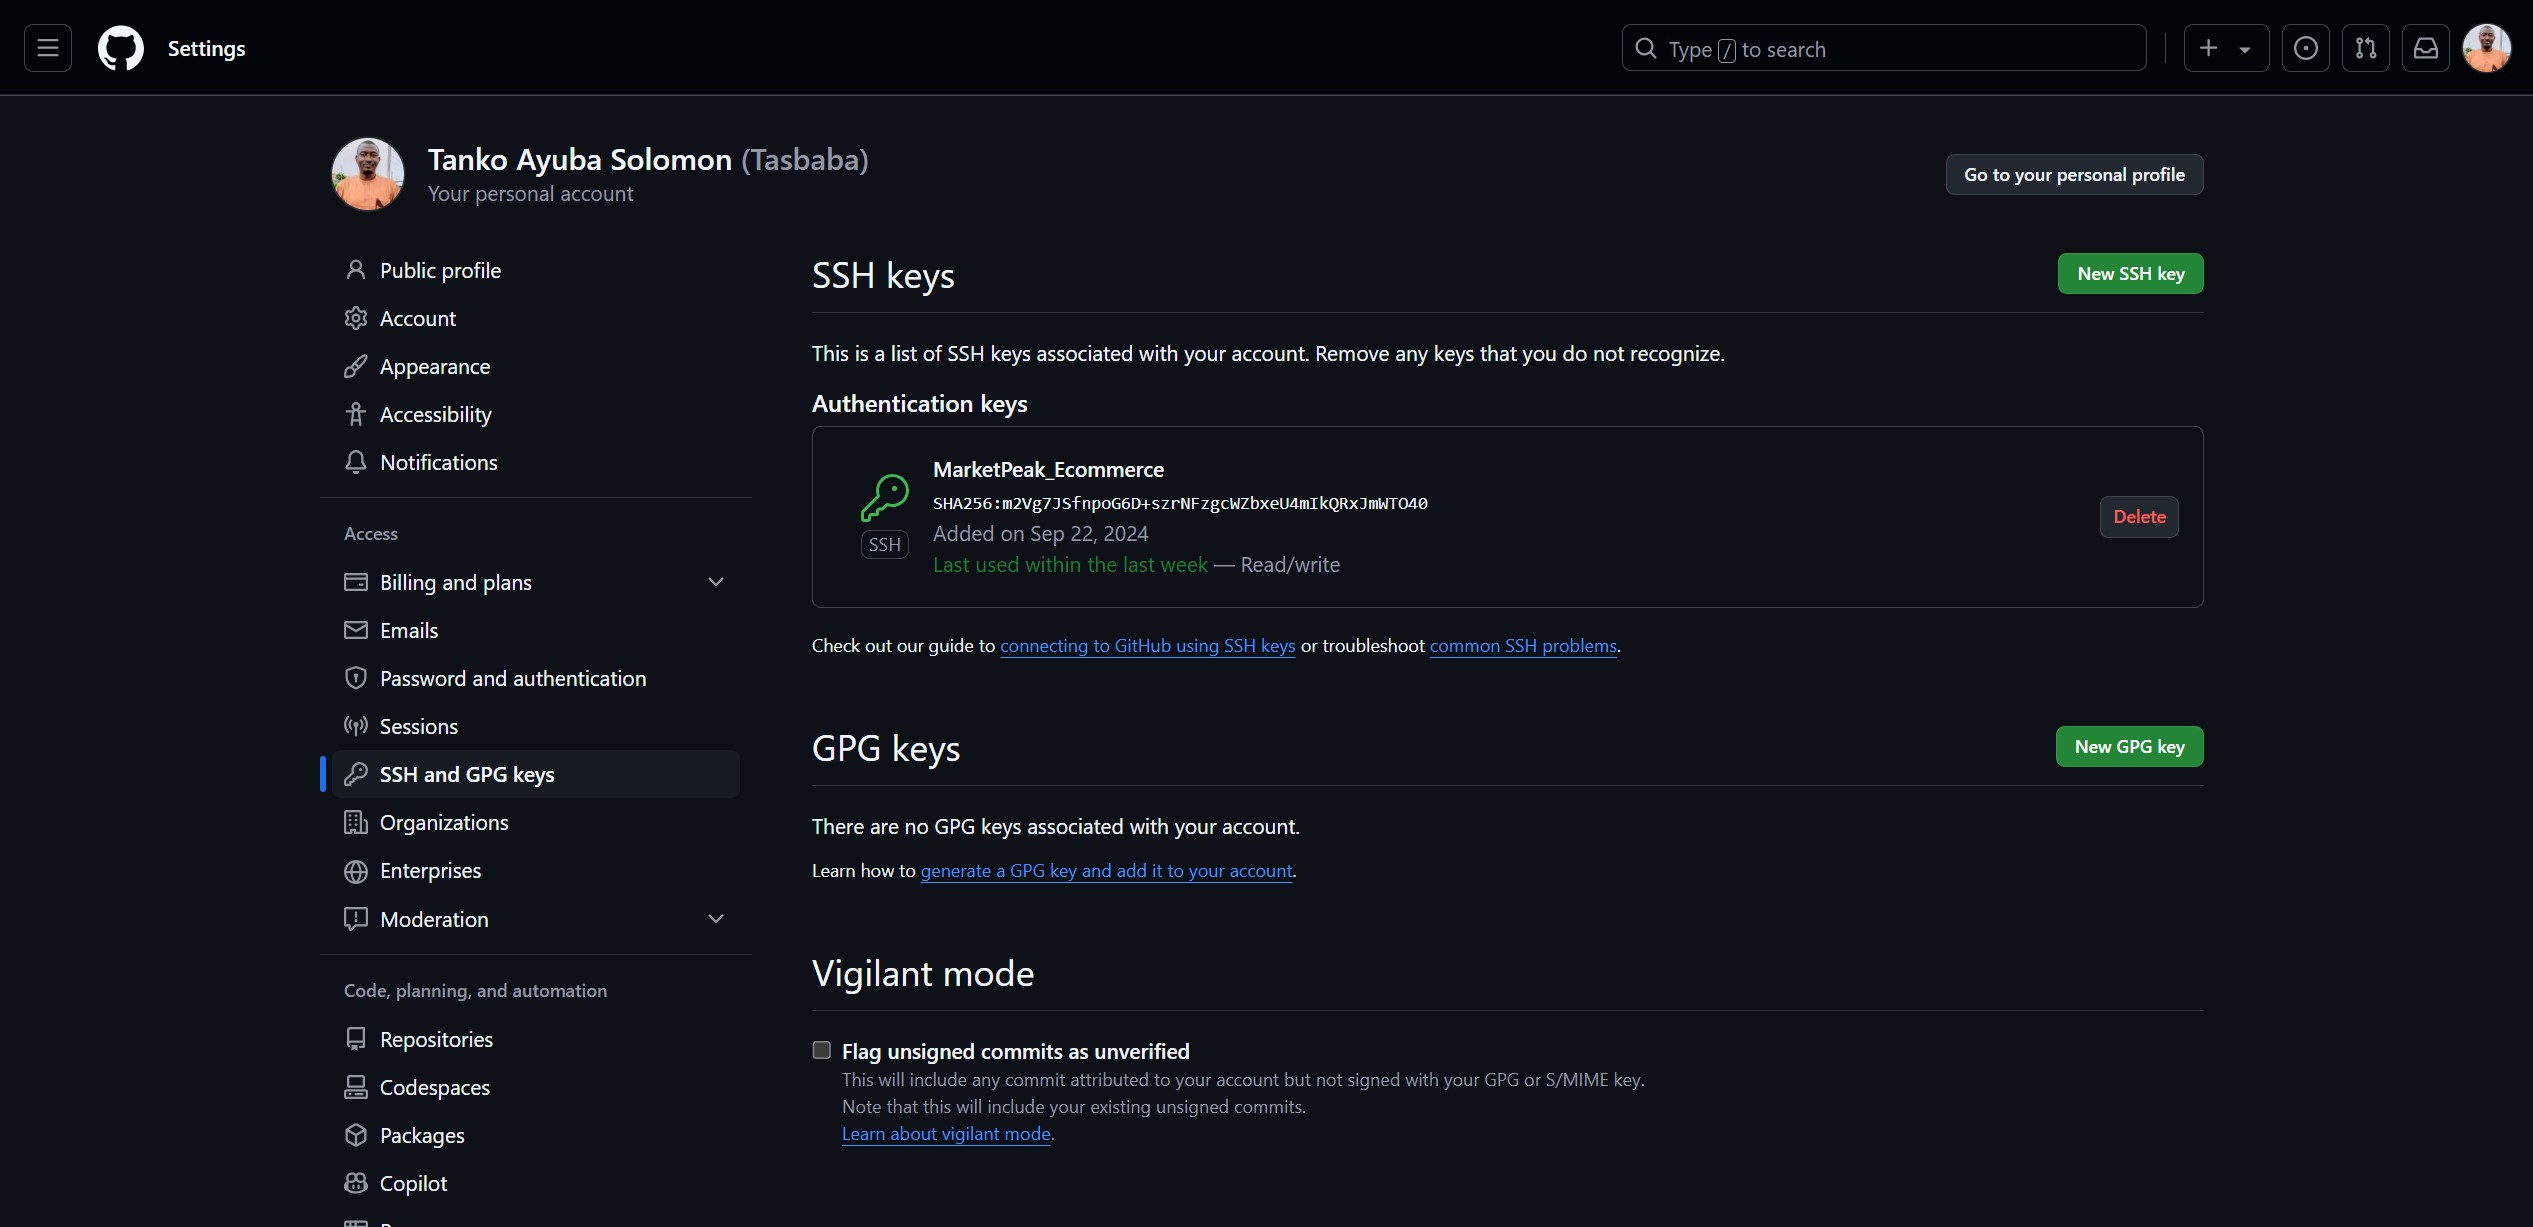 Settings
Type / to search
Tanko Ayuba Solomon (Tasbaba)
Your personal account
Go to your personal profile
Public profile
Account
Appearance
Accessibility
Notifications
Access
Billing and plans
Emails
Password and authentication
Sessions
SSH and GPG keys
Organizations
Enterprises
Moderation
Code, planning, and automation
Repositories
Codespaces
Packages
Copilot
SSH keys
New SSH key
This is a list of SSH keys associated with your account. Remove any keys that you do not recognize.
Authentication keys
MarketPeak_Ecommerce
SHA256:m2Vg7JSfnpoG6D+szrNFzgcWZbxeU4mIkQRxJmWTO40
SSH
Added on Sep 22, 2024
Last used within the last week — Read/write
Delete
Check out our guide to connecting to GitHub using SSH keys or troubleshoot common SSH problems.
GPG keys
New GPG key
There are no GPG keys associated with your account.
Learn how to generate a GPG key and add it to your account.
Vigilant mode
Flag unsigned commits as unverified
This will include any commit attributed to your account but not signed with your GPG or S/MIME key.
Note that this will include your existing unsigned commits.
Learn about vigilant mode.